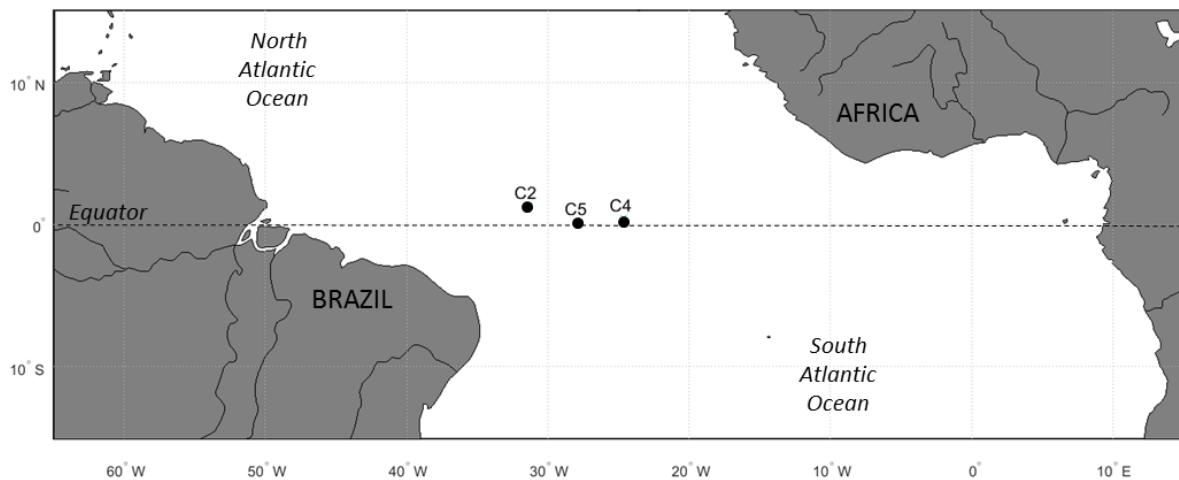 North
Atlantic
Ocean
10° N
AFRICA
C2
C5
C4
Equator
0°
BRAZIL
South
Atlantic
Ocean
10° S
60° W
50° W
40° W
30° W
20° W
10° W
0°
10° E